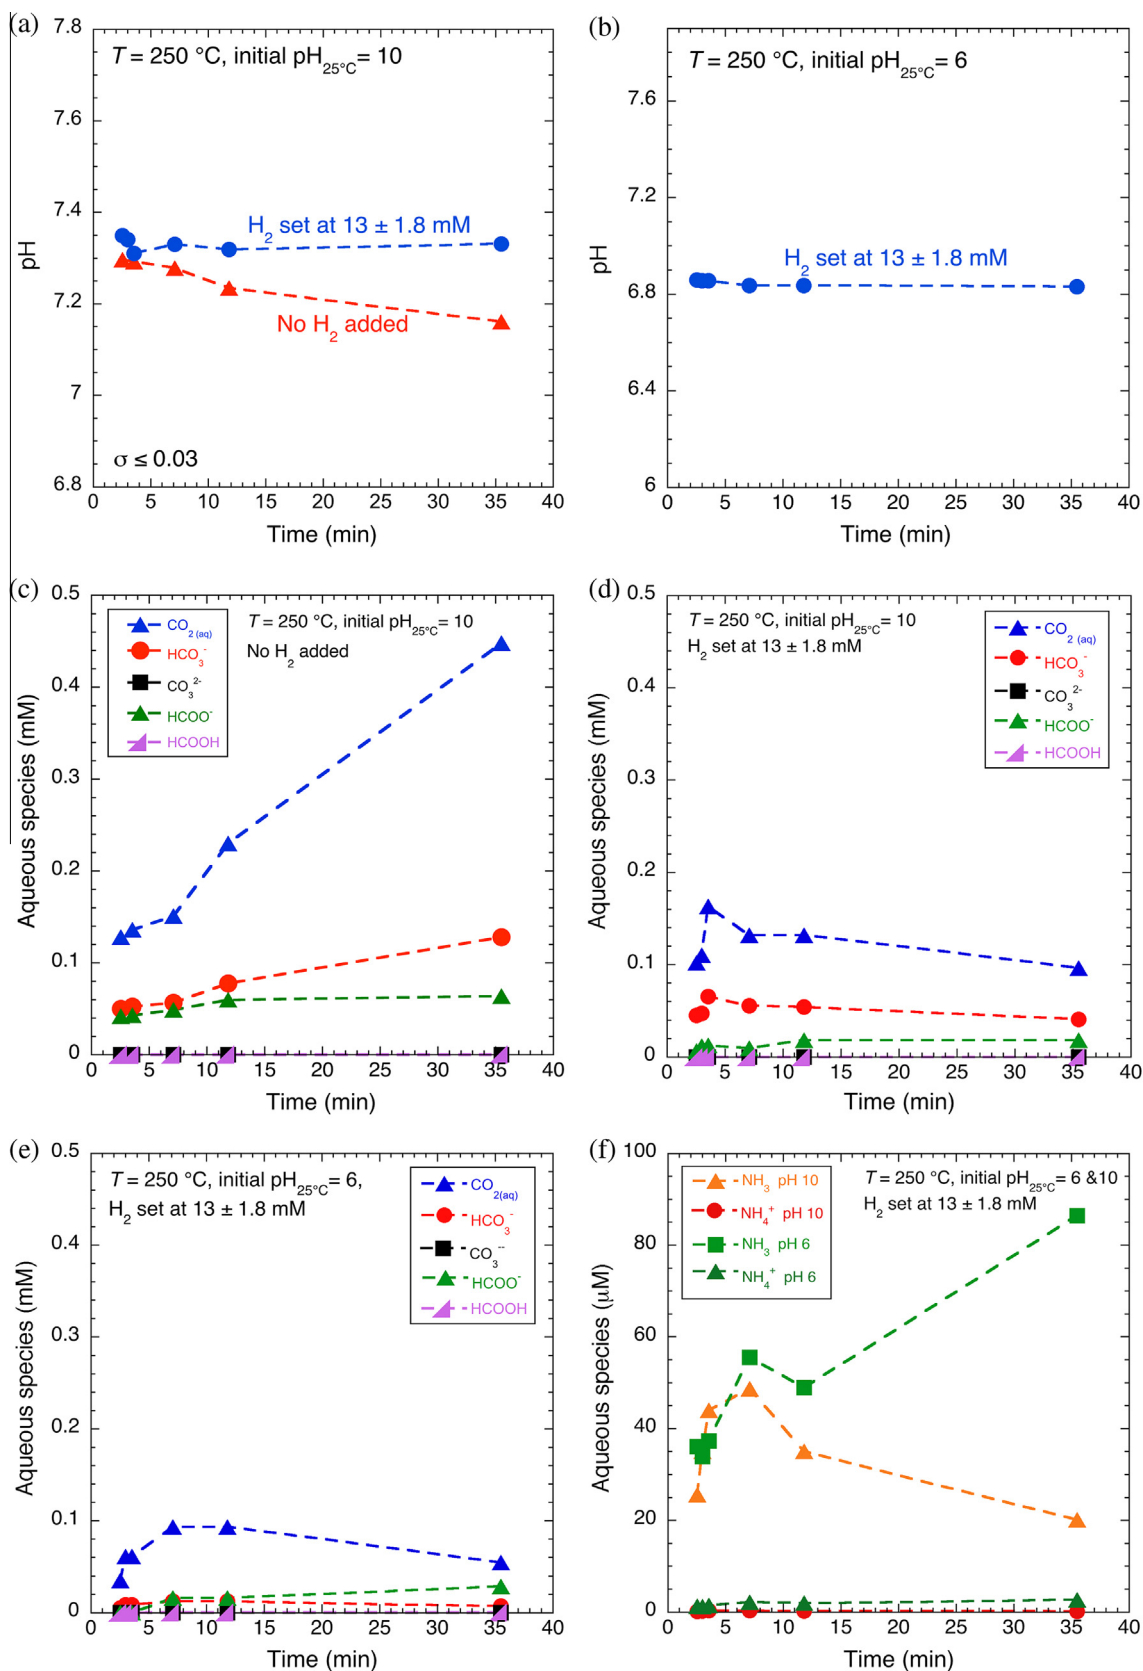 (a)
7.8
7.6
7.4
7.2
7
6.8
pH
T = 250 °C, initial pH25°C= 10
H2 set at 13 ± 1.8 mM
No H2 added
σ ≤ 0.03
0 5 10 15 20 25 30 35 40
Time (min)
(b)
7.6
7.2
6.8
6.4
6
pH
T = 250 °C, initial pH25°C= 6
H2 set at 13 ± 1.8 mM
0 5 10 15 20 25 30 35 40
Time (min)
(c)
0.5
0.4
0.3
0.2
0.1
0
Aqueous species (mM)
CO2 (aq)
HCO3-
CO32-
HCOO-
HCOOH
T = 250 °C, initial pH25°C= 10
No H2 added
0 5 10 15 20 25 30 35 40
Time (min)
(d)
0.5
0.4
0.3
0.2
0.1
0
Aqueous species (mM)
T = 250 °C, initial pH25°C= 10
H2 set at 13 ± 1.8 mM
CO2 (aq)
HCO3-
CO32-
HCOO-
HCOOH
0 5 10 15 20 25 30 35 40
Time (min)
(e)
0.5
0.4
0.3
0.2
0.1
0
Aqueous species (mM)
T = 250 °C, initial pH25°C= 6,
H2 set at 13 ± 1.8 mM
CO2(aq)
HCO3-
CO3--
HCOO-
HCOOH
0 5 10 15 20 25 30 35 40
Time (min)
(f)
100
80
60
40
20
0
Aqueous species (μM)
NH3 pH 10
NH4+ pH 10
NH3 pH 6
NH4+ pH 6
T = 250 °C, initial pH25°C= 6 &10
H2 set at 13 ± 1.8 mM
0 5 10 15 20 25 30 35 40
Time (min)